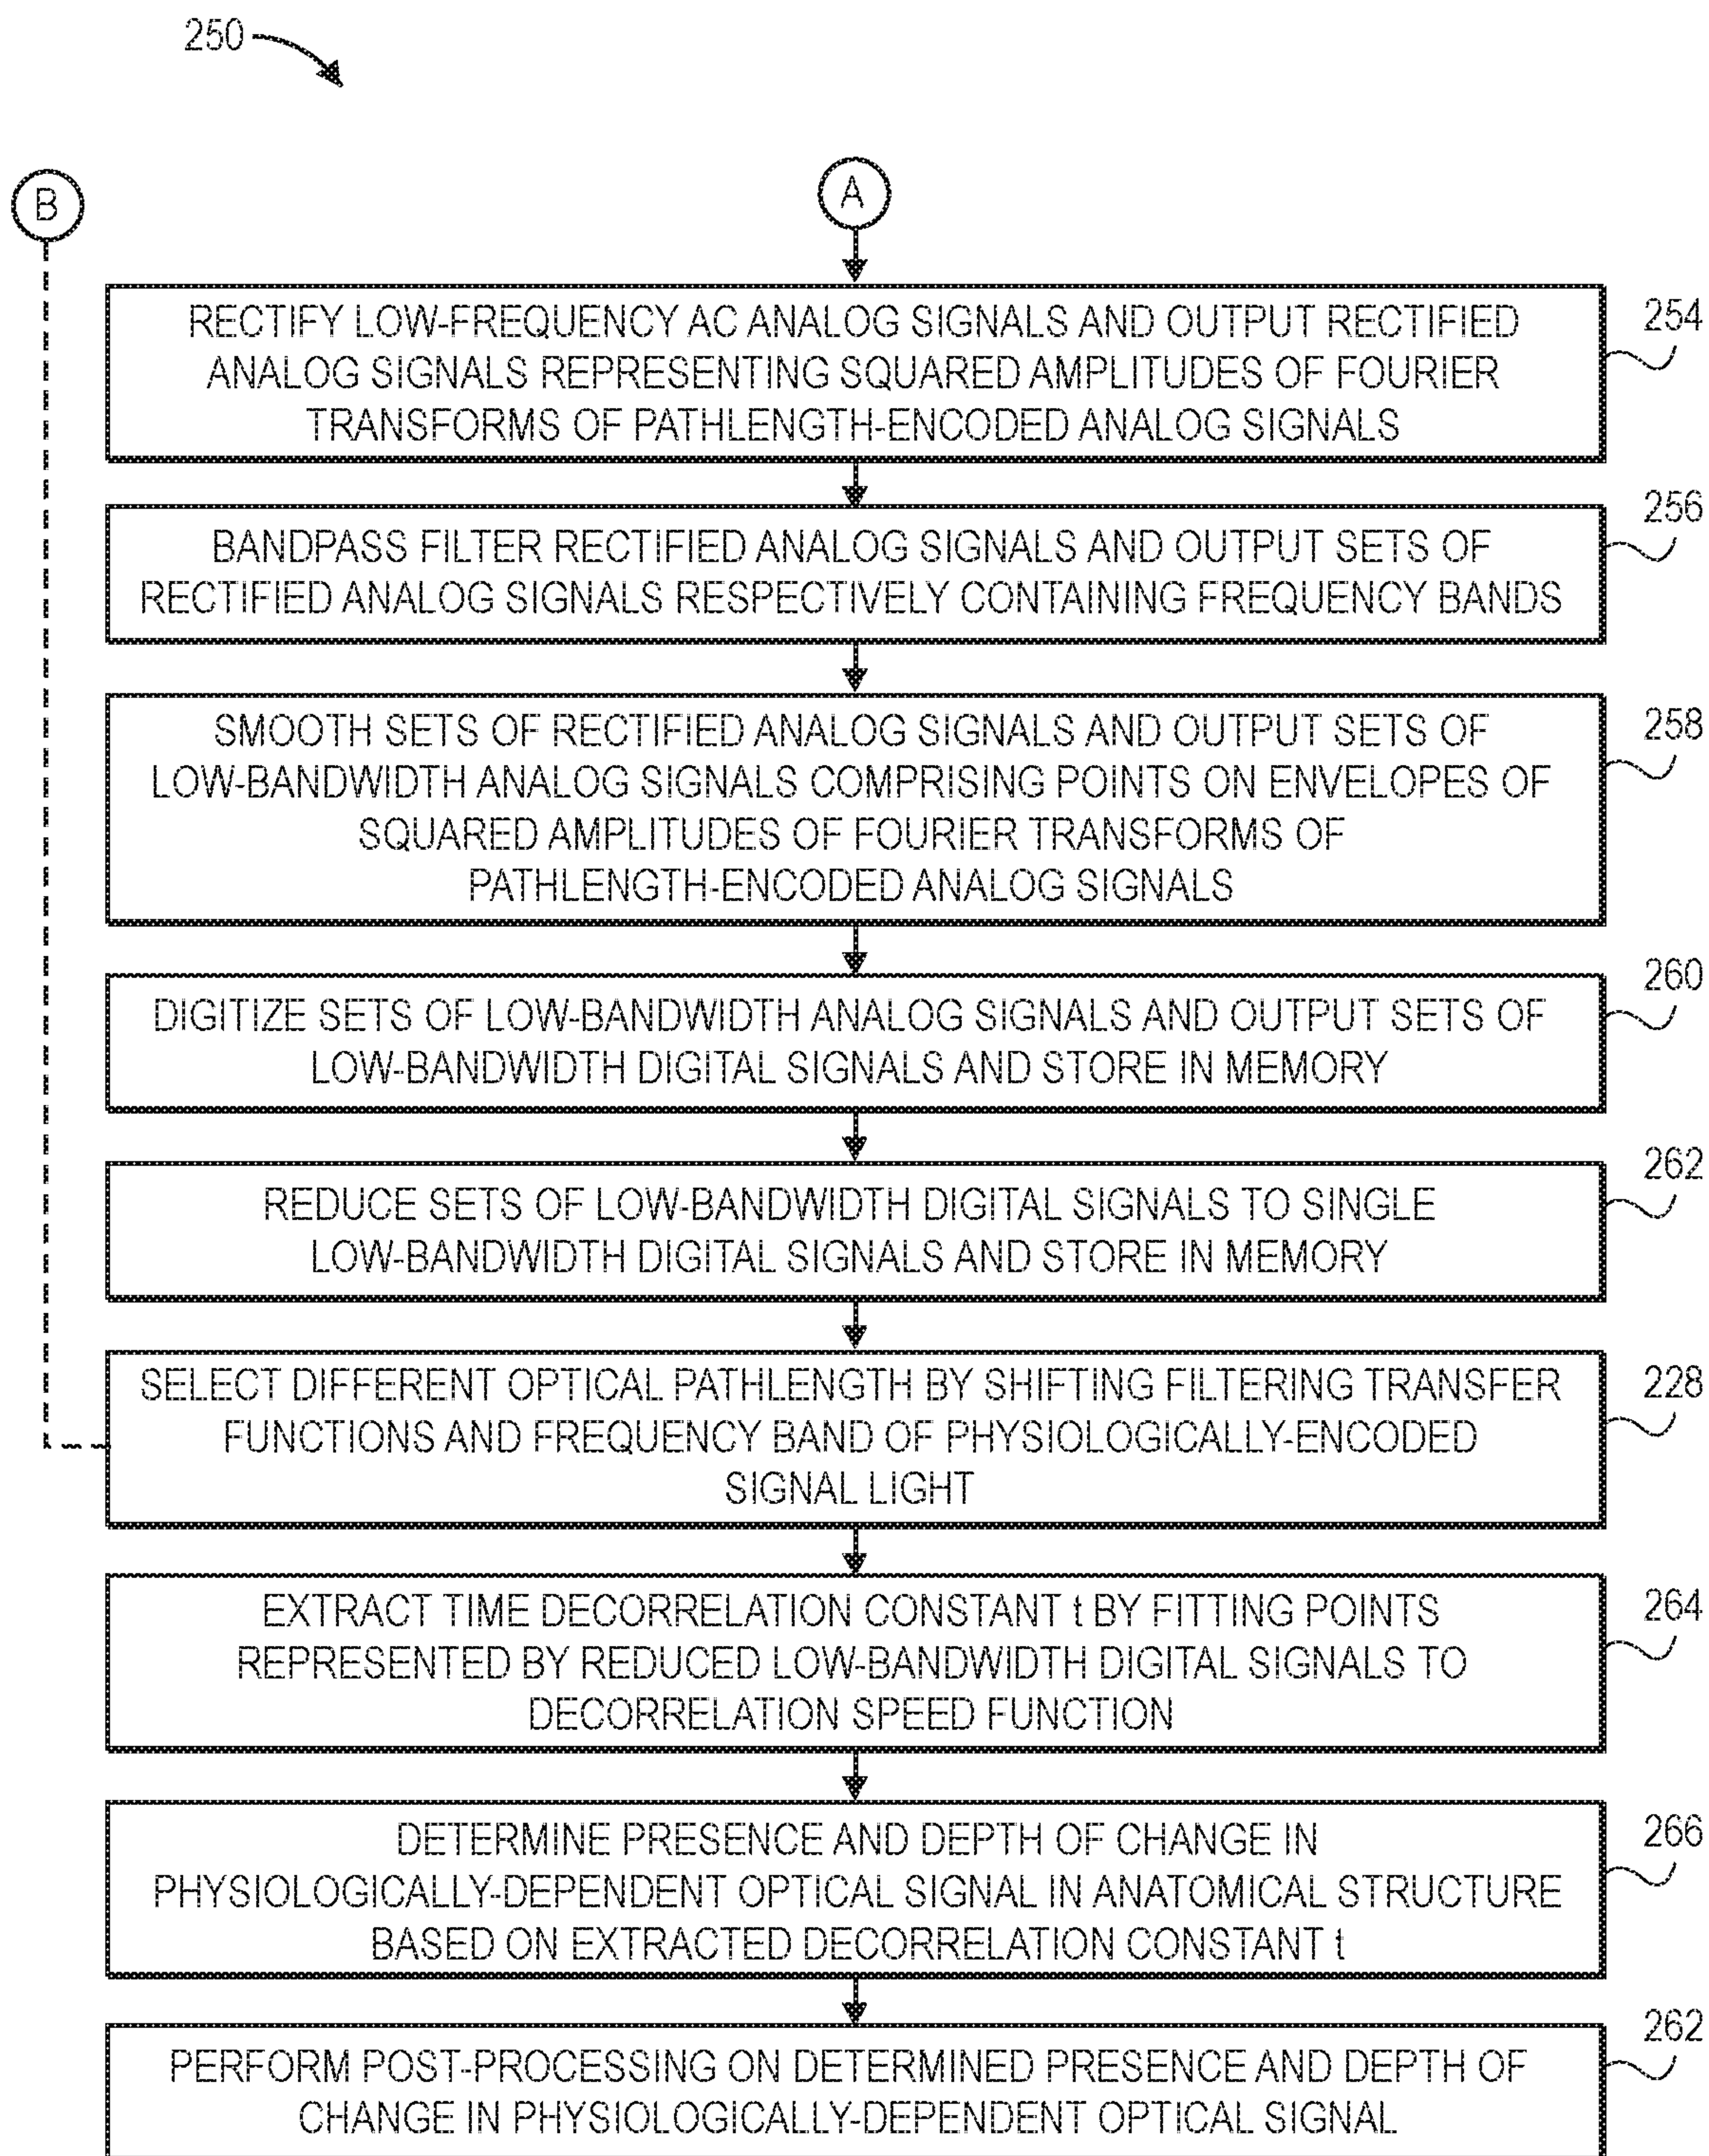 250
B
A
RECTIFY LOW-FREQUENCY AC ANALOG SIGNALS AND OUTPUT RECTIFIED
ANALOG SIGNALS REPRESENTING SQUARED AMPLITUDES OF FOURIER
TRANSFORMS OF PATHLENGTH-ENCODED ANALOG SIGNALS
254
BANDPASS FILTER RECTIFIED ANALOG SIGNALS AND OUTPUT SETS OF
RECTIFIED ANALOG SIGNALS RESPECTIVELY CONTAINING FREQUENCY BANDS
256
SMOOTH SETS OF RECTIFIED ANALOG SIGNALS AND OUTPUT SETS OF
LOW-BANDWIDTH ANALOG SIGNALS COMPRISING POINTS ON ENVELOPES OF
SQUARED AMPLITUDES OF FOURIER TRANSFORMS OF
PATHLENGTH-ENCODED ANALOG SIGNALS
258
DIGITIZE SETS OF LOW-BANDWIDTH ANALOG SIGNALS AND OUTPUT SETS OF
LOW-BANDWIDTH DIGITAL SIGNALS AND STORE IN MEMORY
260
REDUCE SETS OF LOW-BANDWIDTH DIGITAL SIGNALS TO SINGLE
LOW-BANDWIDTH DIGITAL SIGNALS AND STORE IN MEMORY
262
SELECT DIFFERENT OPTICAL PATHLENGTH BY SHIFTING FILTERING TRANSFER
FUNCTIONS AND FREQUENCY BAND OF PHYSIOLOGICALLY-ENCODED
SIGNAL LIGHT
228
EXTRACT TIME DECORRELATION CONSTANT t BY FITTING POINTS
REPRESENTED BY REDUCED LOW-BANDWIDTH DIGITAL SIGNALS TO
DECORRELATION SPEED FUNCTION
264
DETERMINE PRESENCE AND DEPTH OF CHANGE IN
PHYSIOLOGICALLY-DEPENDENT OPTICAL SIGNAL IN ANATOMICAL STRUCTURE
BASED ON EXTRACTED DECORRELATION CONSTANT t
266
PERFORM POST-PROCESSING ON DETERMINED PRESENCE AND DEPTH OF
CHANGE IN PHYSIOLOGICALLY-DEPENDENT OPTICAL SIGNAL
262